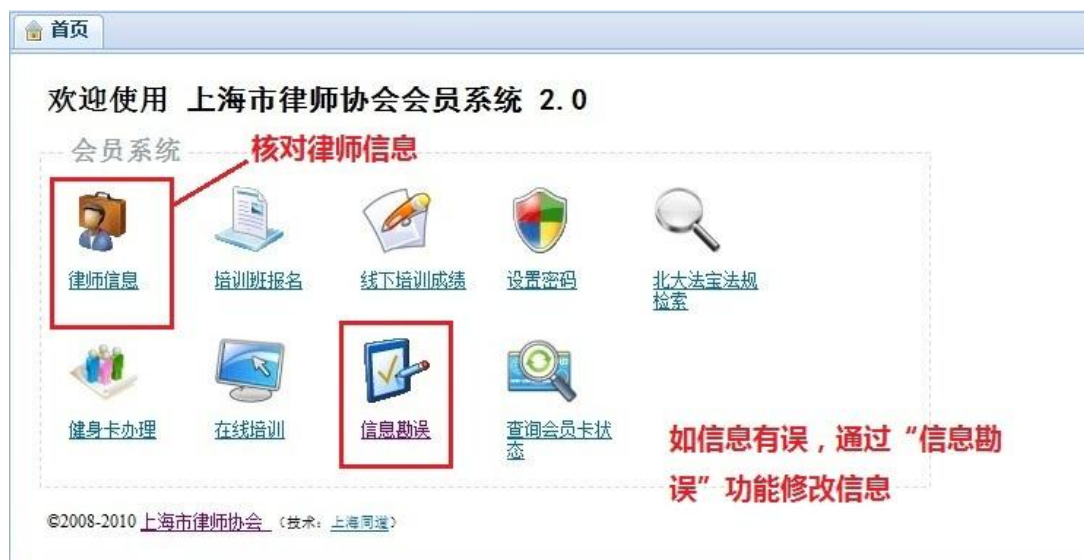 首页
欢迎使用 上海市律师协会会员系统 2.0
会员系统
核对律师信息
律师信息
培训班报名
线下培训成绩
设置密码
北大法宝法规
检索
健身卡办理
在线培训
信息勘误
查询会员卡状
态
如信息有误，通过“信息勘
误”功能修改信息
©2008-2010 上海市律师协会 （技术：上海同道）